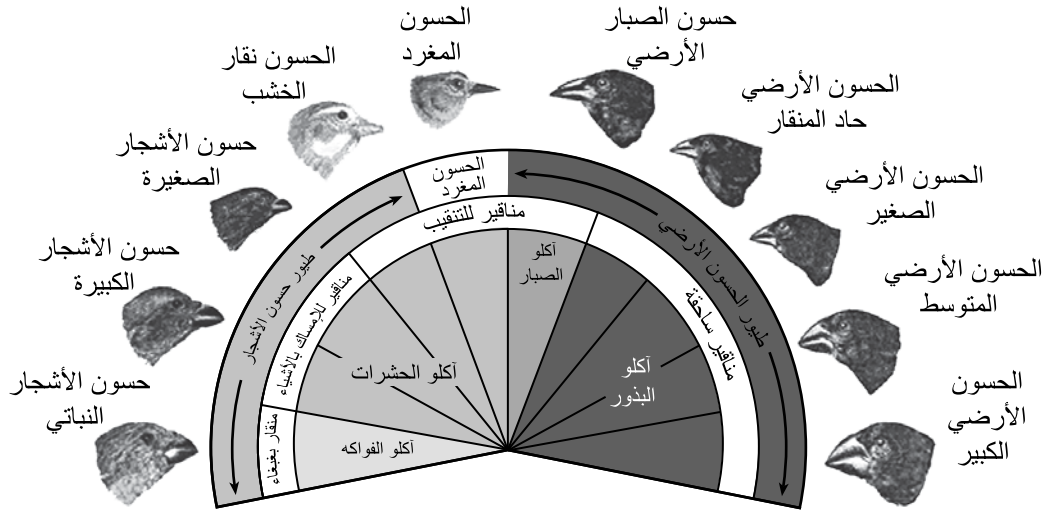 حسون الصبار
الأرضي
الحسون
المغرد
الحسون نقار
الخشب
الحسون الأرضي
حاد المنقار
حسون الأشجار
الصغيرة
الحسون الأرضي
الصغير
حسون الأشجار
الكبيرة
الحسون الأرضي
المتوسط
حسون الأشجار
النباتي
الحسون
الأرضي
الكبير
الحسون
المغرد
طيور الحسون الأرضي
طيور حسون الأشجار
مناقير للتنقيب
مناقير ساحقة
مناقير للإمساك بالأشياء
منقار بغبغاء
آكلو
الصبار
آكلو
البذور
آكلو الحشرات
آكلو الفواكه